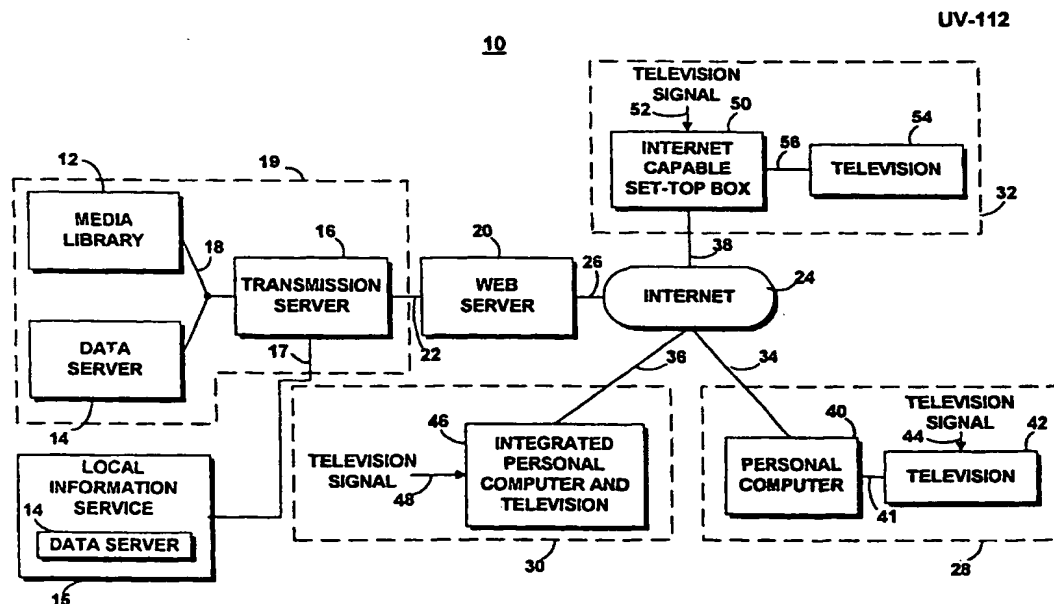 UV-112
10
TELEVISION
SIGNAL
52
50
INTERNET
CAPABLE
SET-TOP BOX
56
54
TELEVISION
32
38
12
MEDIA
LIBRARY
19
18
16
TRANSMISSION
SERVER
20
WEB
SERVER
26
INTERNET
24
DATA
SERVER
14
17
22
36
34
LOCAL
INFORMATION
SERVICE
14
DATA SERVER
15
46
TELEVISION
SIGNAL
48
INTEGRATED
PERSONAL
COMPUTER AND
TELEVISION
30
40
PERSONAL
COMPUTER
41
TELEVISION
SIGNAL
44
42
TELEVISION
28